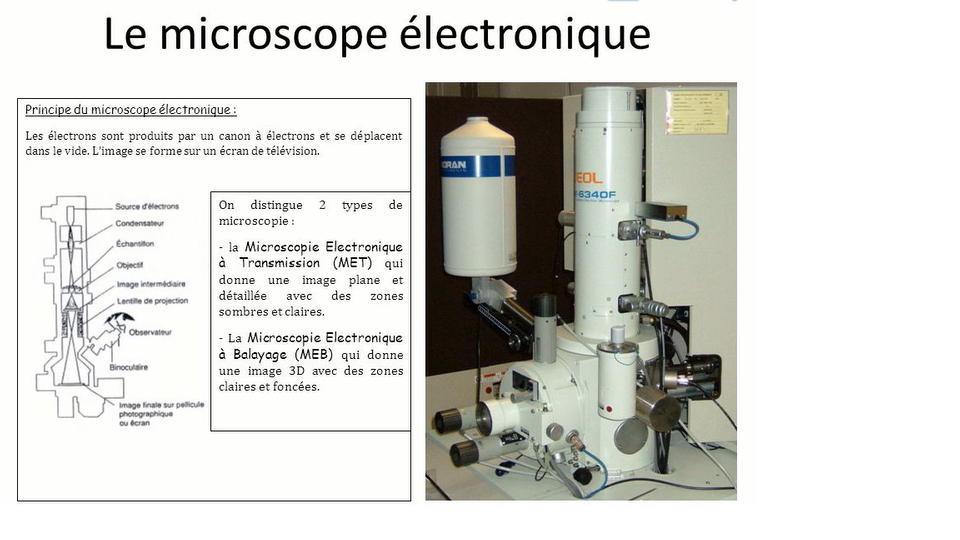 Le microscope électronique
Principe du microscope électronique :
Les électrons sont produits par un canon à électrons et se déplacent
dans le vide. L'image se forme sur un écran de télévision.
Source d'électrons
Condensateur
Échantillon
Objectif
Image intermédiaire
Lentille de projection
Observateur
Binoculaire
Image finale sur pellicule
photographique
ou écran
On distingue 2 types de
microscopie :
- la Microscopie Electronique
à Transmission (MET) qui
donne une image plane et
détaillée avec des zones
sombres et claires.
- La Microscopie Electronique
à Balayage (MEB) qui donne
une image 3D avec des zones
claires et foncées.
ORAN
EOL
-6340F